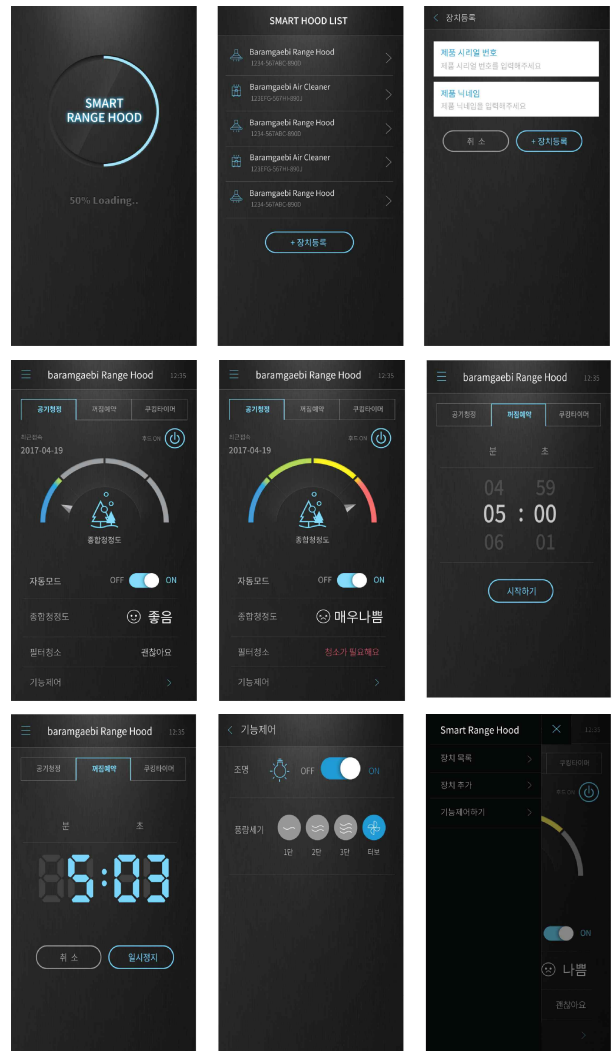 SMART
RANGE HOOD
50% Loading..
SMART HOOD LIST
Baramgaebi Range Hood
1234-567ABC-890D
Baramgaebi Air Cleaner
123EFG-567HI-890J
Baramgaebi Range Hood
1234-567ABC-890D
Baramgaebi Air Cleaner
123EFG-567HI-890J
Baramgaebi Range Hood
1234-567ABC-890D
+ 장치등록
장치등록
제품 시리얼 번호
제품 시리얼 번호를 입력해주세요
제품 닉네임
제품 닉네임을 입력해주세요
취 소
+ 장치등록
baramgaebi Range Hood 12:35
공기청정 꺼짐예약 쿠킹타이머
최근접속
후드 ON
2017-04-19
종합청정도
자동모드 OFF ON
종합청정도 좋음
필터청소 괜찮아요
기능제어
baramgaebi Range Hood 12:35
공기청정 꺼짐예약 쿠킹타이머
최근접속
후드 ON
2017-04-19
종합청정도
자동모드 OFF ON
종합청정도 매우나쁨
필터청소 청소가 필요해요
기능제어
baramgaebi Range Hood 12:35
공기청정 꺼짐예약 쿠킹타이머
분 초
04 59
05 : 00
06 01
시작하기
baramgaebi Range Hood 12:35
공기청정 꺼짐예약 쿠킹타이머
분 초
5:03
취 소 일시정지
기능제어
조명 OFF ON
풍량세기
1단 2단 3단 터보
Smart Range Hood 12:35
장치 목록
쿠킹타이머
장치 추가
후드 ON
기능제어하기
ON
나쁨
괜찮아요